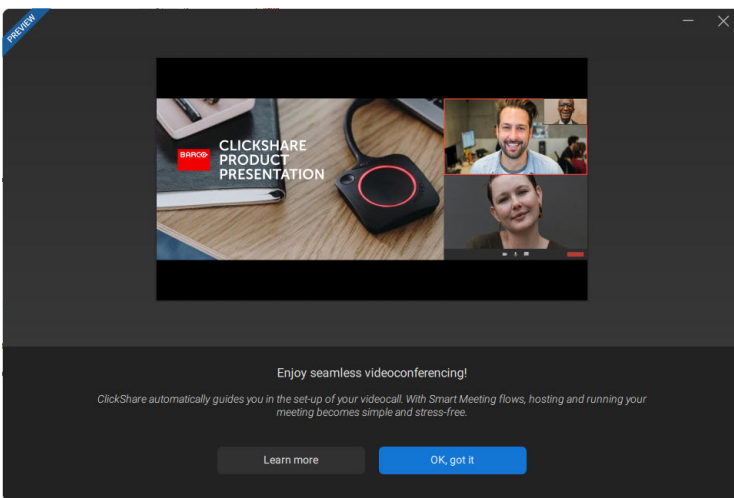 PREVIEW
BARCO
CLICKSHARE
PRODUCT
PRESENTATION
Enjoy seamless videoconferencing!
ClickShare automatically guides you in the set-up of your videocall. With Smart Meeting flows, hosting and running your
meeting becomes simple and stress-free.
Learn more
OK, got it